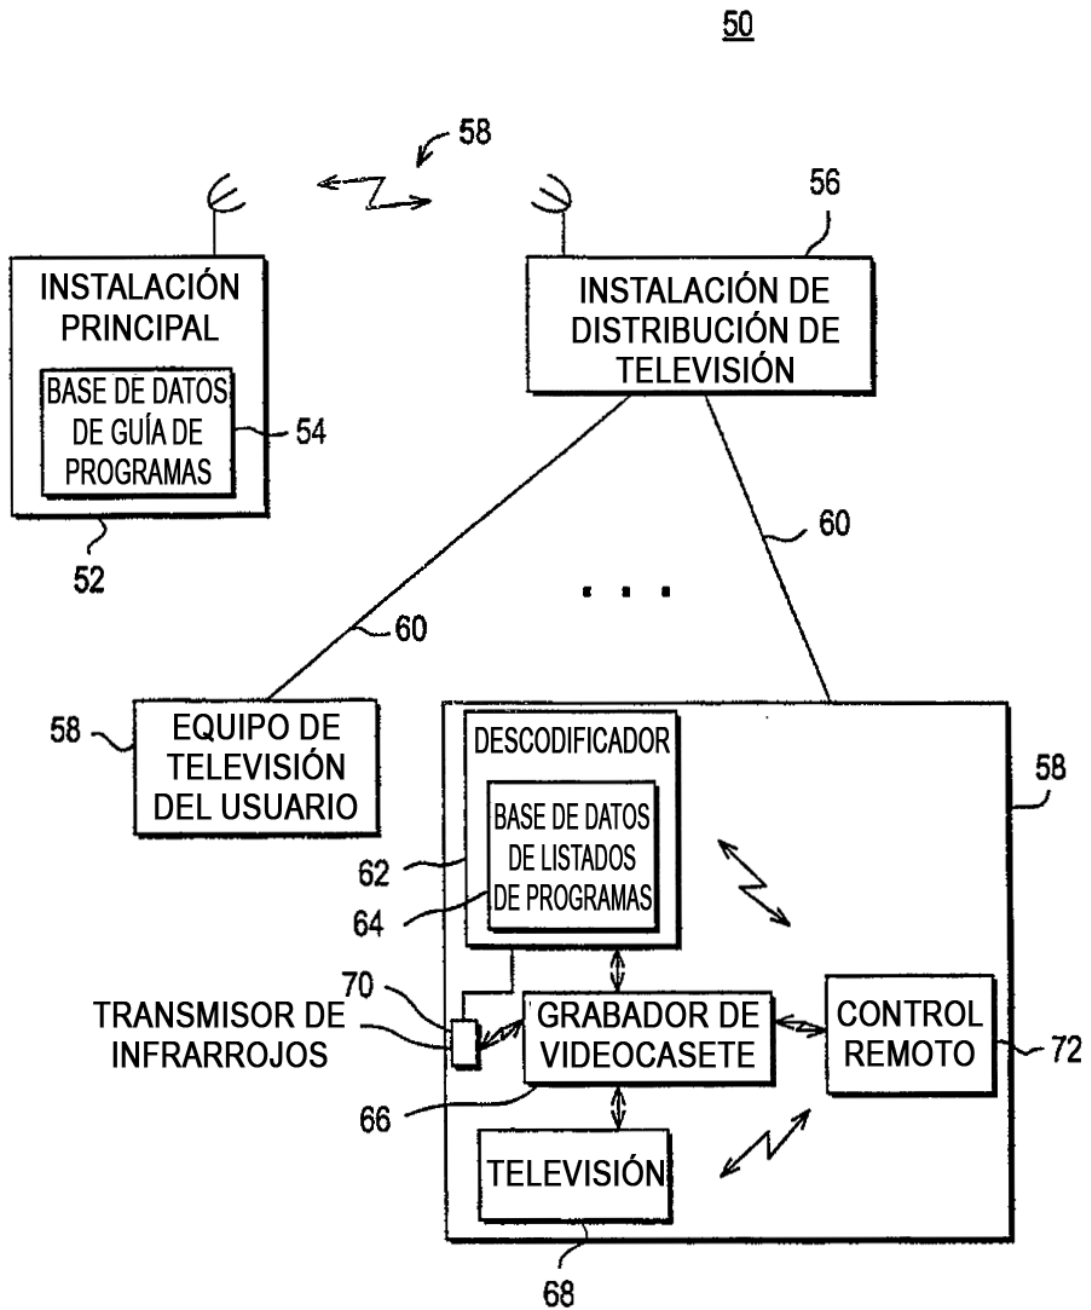 50
58
56
INSTALACIÓN
PRINCIPAL
BASE DE DATOS
DE GUÍA DE
PROGRAMAS
54
52
INSTALACIÓN DE
DISTRIBUCIÓN DE
TELEVISIÓN
60
60
58
EQUIPO DE
TELEVISIÓN
DEL USUARIO
58
DESCODIFICADOR
BASE DE DATOS
DE LISTADOS
DE PROGRAMAS
62
64
70
TRANSMISOR DE
INFRARROJOS
GRABADOR DE
VIDEOCASETE
66
CONTROL
REMOTO
72
TELEVISIÓN
68